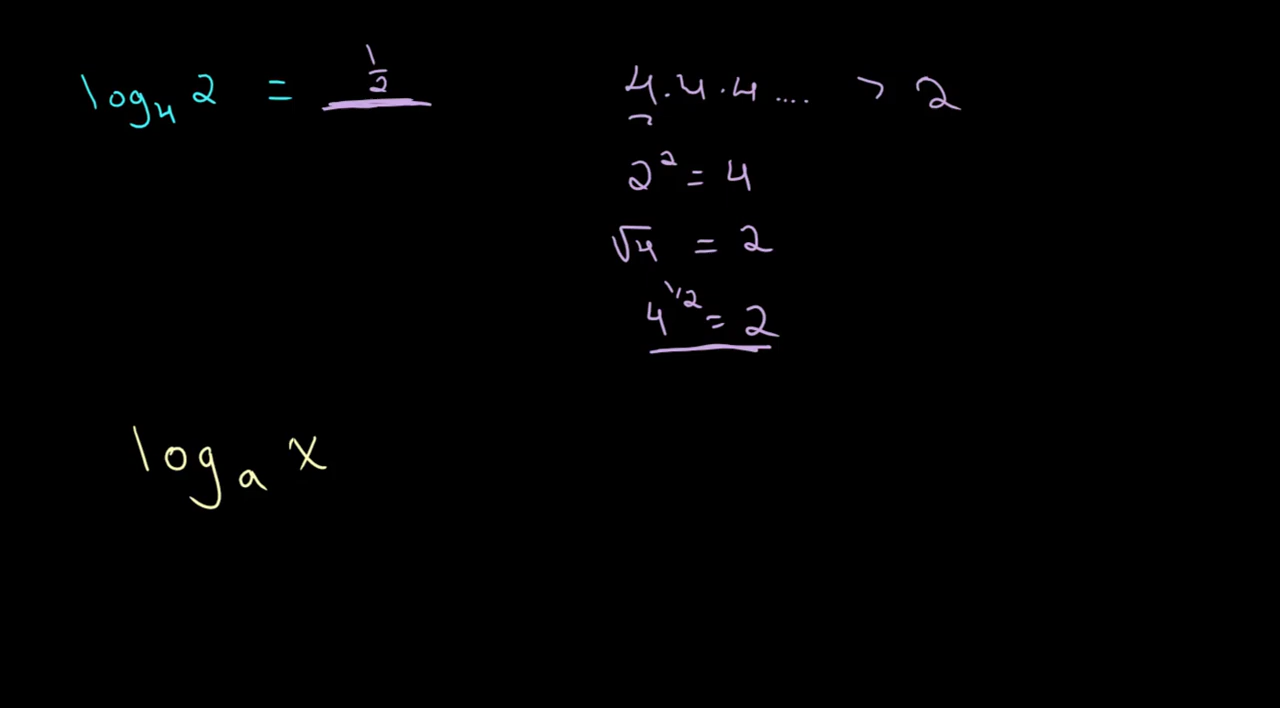 log₄ 2 = 1/2
4·4·4.... > 2
2² = 4
√4 = 2
4^1/2 = 2
logₐ x